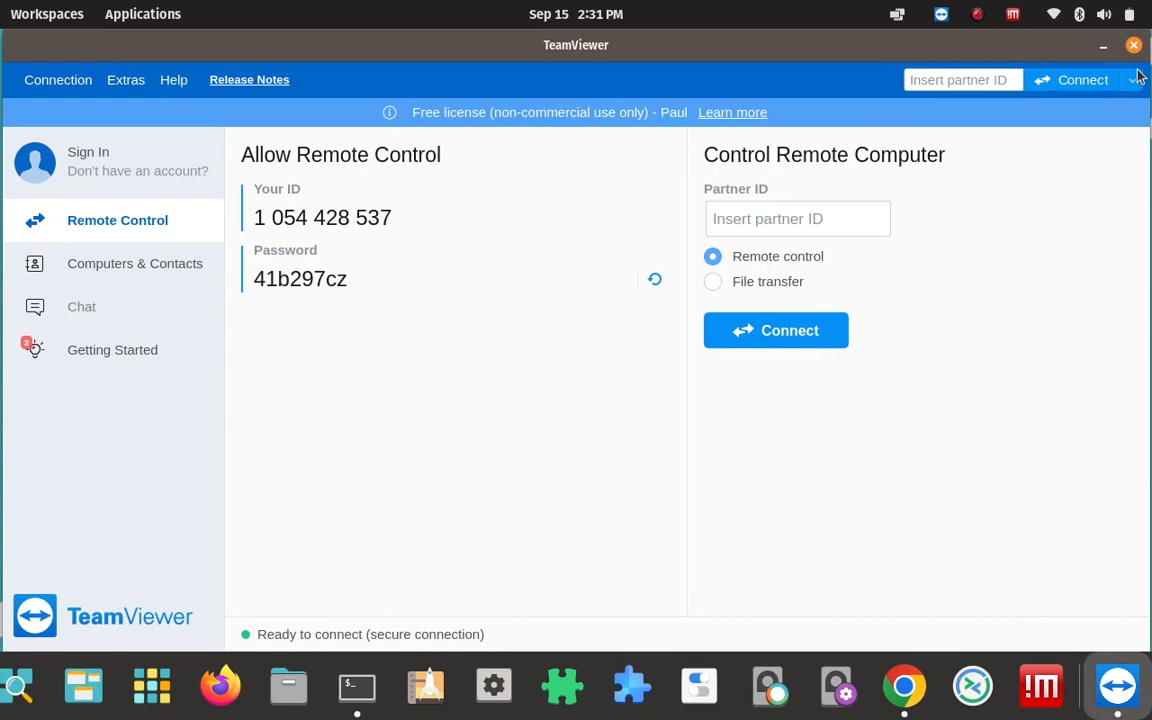 Workspaces Applications Sep 15 2:31 PM
TeamViewer
Connection Extras Help Release Notes Insert partner ID Connect
Free license (non-commercial use only) - Paul Learn more
Sign In
Don't have an account?
Remote Control
Computers & Contacts
Chat
3
Getting Started
TeamViewer
Allow Remote Control
Your ID
1 054 428 537
Password
41b297cz
Control Remote Computer
Partner ID
Insert partner ID
Remote control
File transfer
Connect
Ready to connect (secure connection)